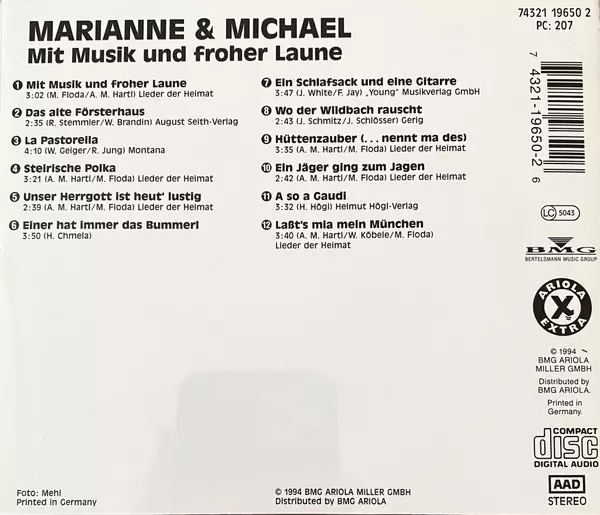 MARIANNE & MICHAEL
Mit Musik und froher Laune
74321 19650 2
PC: 207
1 Mit Musik und froher Laune
3:02 (M. Floda/A. M. Hartl) Lieder der Heimat
2 Das alte Försterhaus
2:35 (R. Stemmler/W. Brandin) August Seith-Verlag
3 La Pastorella
4:10 (W. Geiger/R. Jung) Montana
4 Steirische Polka
3:21 (A. M. Hartl/M. Floda) Lieder der Heimat
5 Unser Herrgott ist heut' lustig
2:39 (A. M. Hartl/M. Floda) Lieder der Heimat
6 Einer hat immer das Bummerl
3:50 (H. Chmela)
7 Ein Schlafsack und eine Gitarre
3:47 (J. White/F. Jay) „Young" Musikverlag GmbH
8 Wo der Wildbach rauscht
2:43 (J. Schmitz/J. Schlösser) Gerig
9 Hüttenzauber (. . . nennt ma des)
3:35 (A. M. Hartl/M. Floda) Lieder der Heimat
10 Ein Jäger ging zum Jagen
2:42 (A. M. Hartl/M. Floda) Lieder der Heimat
11 A so a Gaudi
3:32 (H. Högl) Helmut Högl-Verlag
12 Laßt's mia mein München
3:40 (A. M. Hartl/W. Köbele/M. Floda)
Lieder der Heimat
7 4321-19650-2 6
LC 5043
BMG
BERTELSMANN MUSIC GROUP
ARIOLA
X
EXTRA
© 1994
BMG ARIOLA
MILLER GMBH
Distributed by
BMG ARIOLA.
Printed in
Germany.
COMPACT
disc
DIGITAL AUDIO
AAD
STEREO
Foto: Mehl
Printed in Germany
© 1994 BMG ARIOLA MILLER GMBH
Distributed by BMG ARIOLA